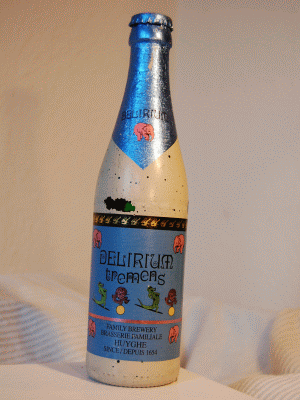 DELIRIUM
DELIRIUM
tremens
FAMILY BREWERY
BRASSERIE FAMILIALE
HUYGHE
SINCE / DEPUIS 1654